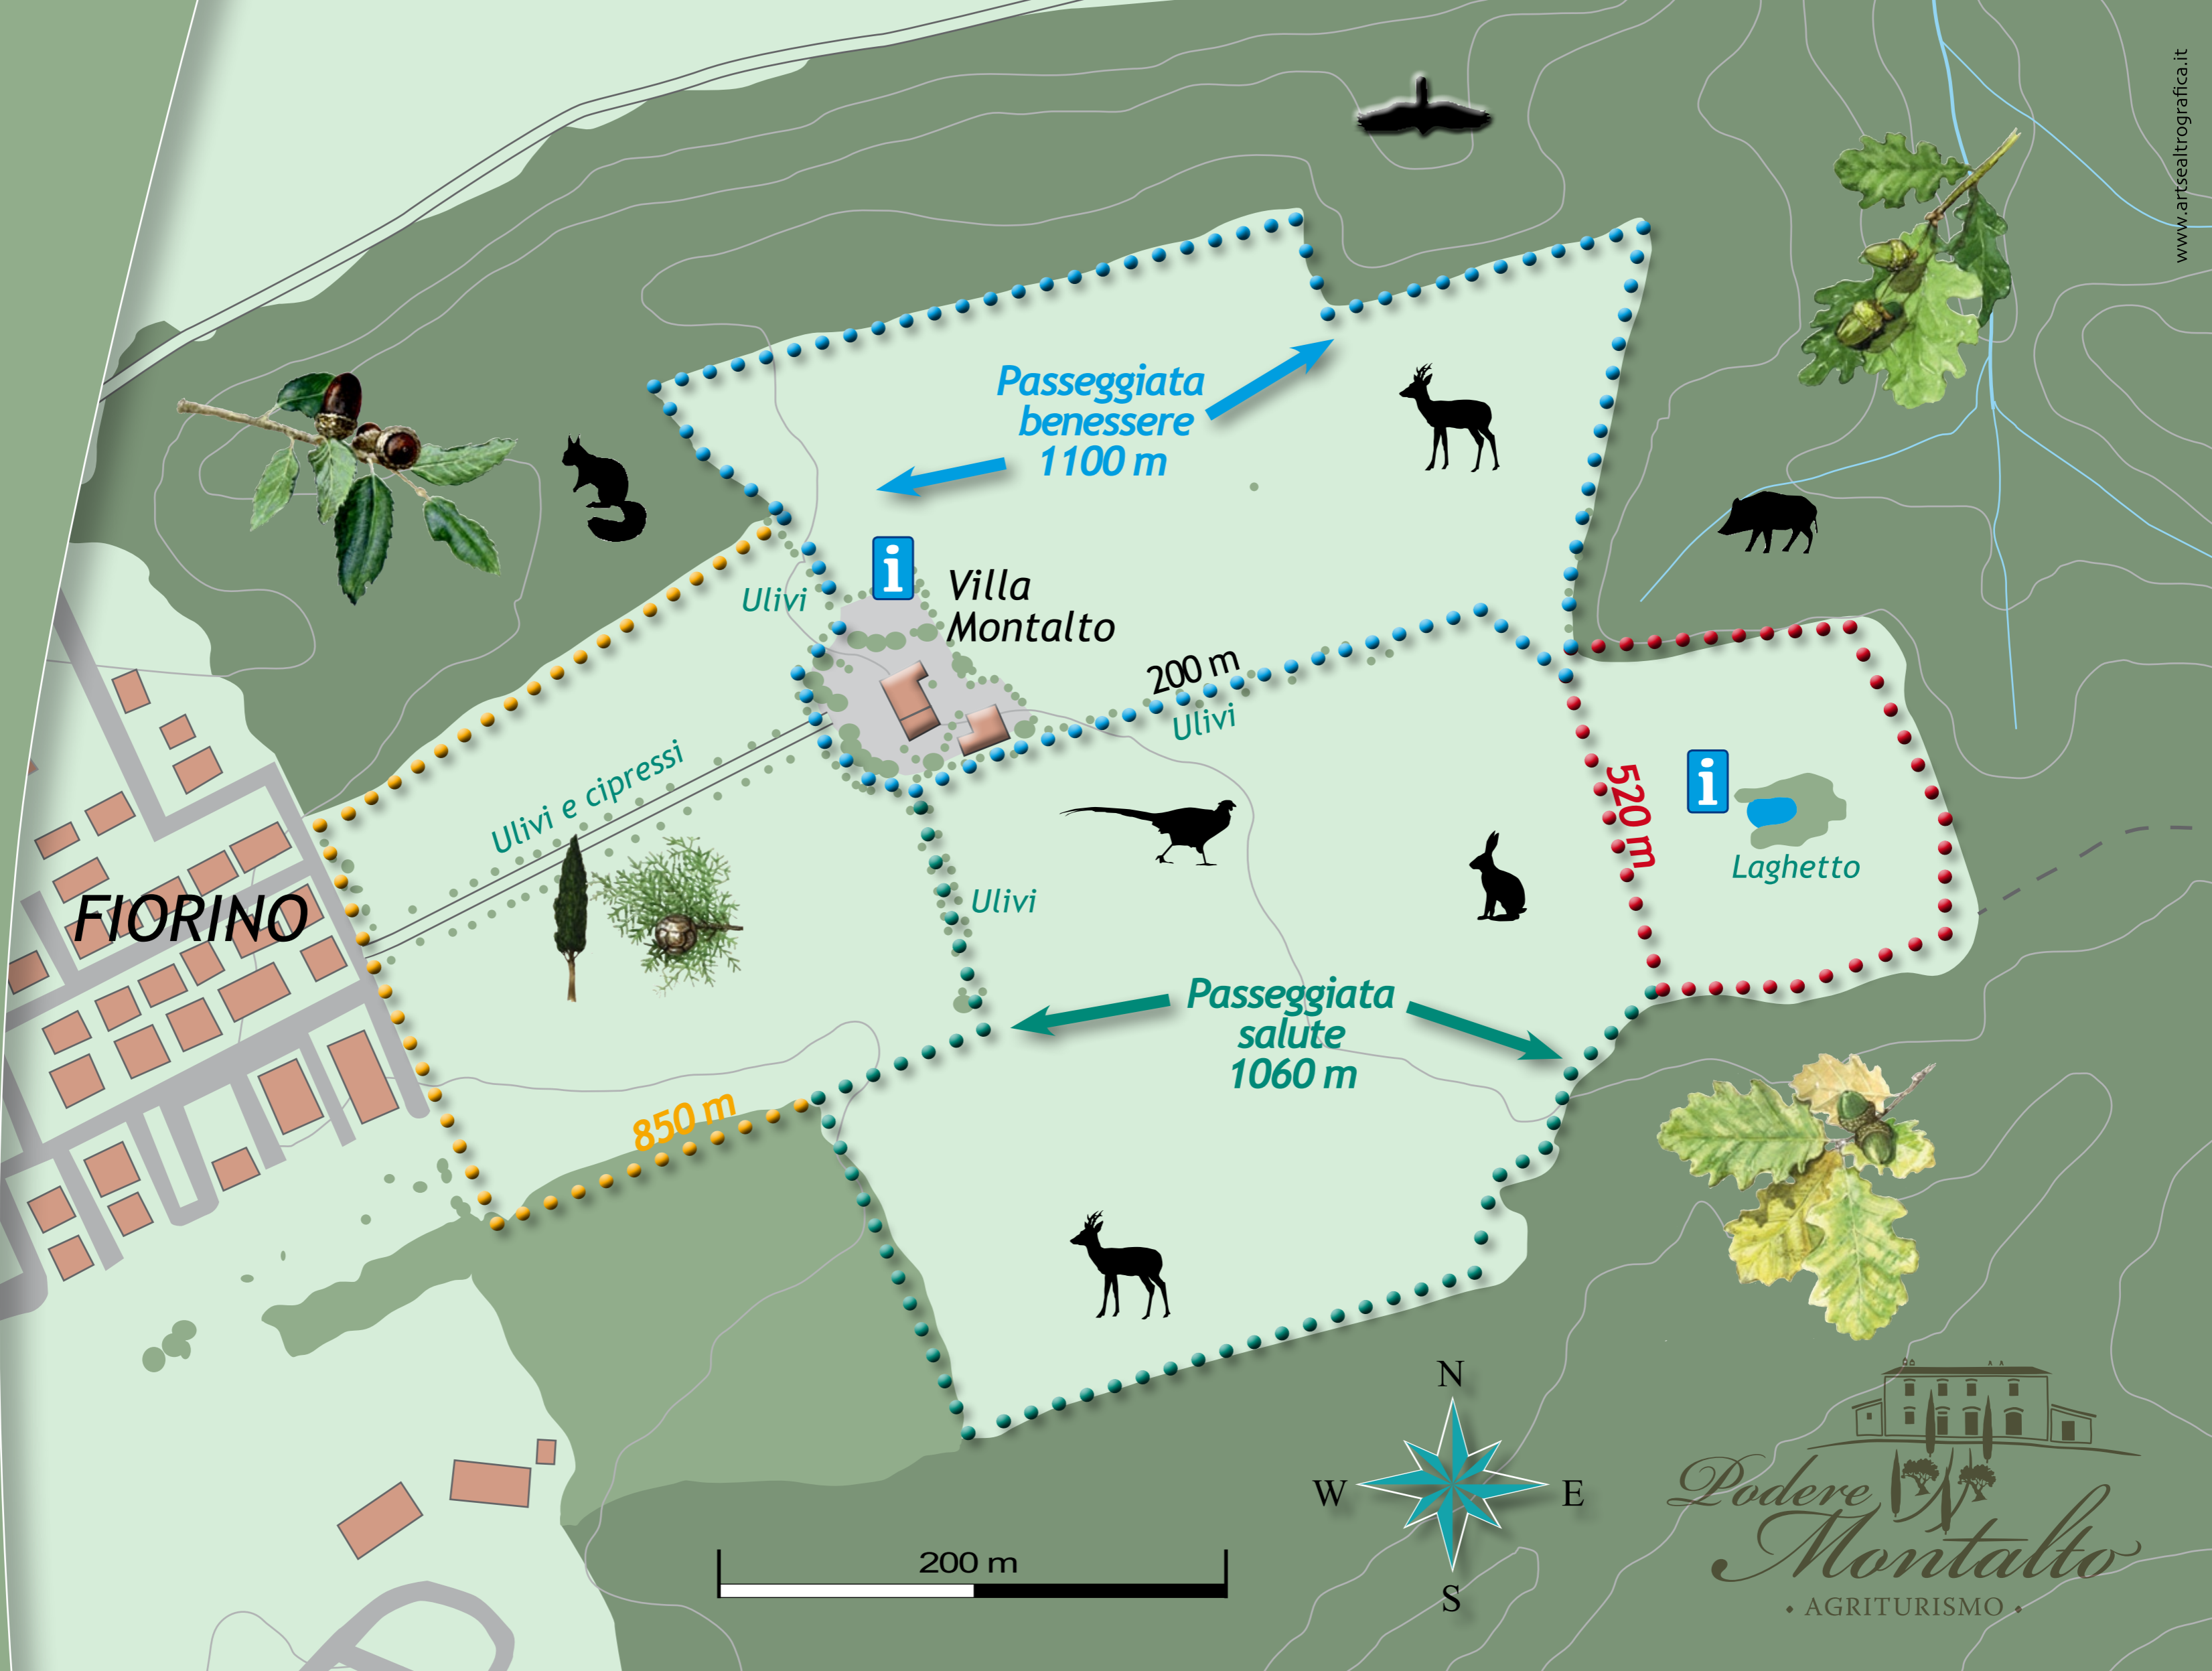 www.artsealtrografica.it
Passeggiata
benessere
1100 m
i
Villa
Montalto
Ulivi
200 m
Ulivi
Ulivi e cipressi
520 m
i
Laghetto
FIORINO
Ulivi
Passeggiata
salute
1060 m
850 m
N
W
E
S
200 m
Podere
Montalto
• AGRITURISMO •